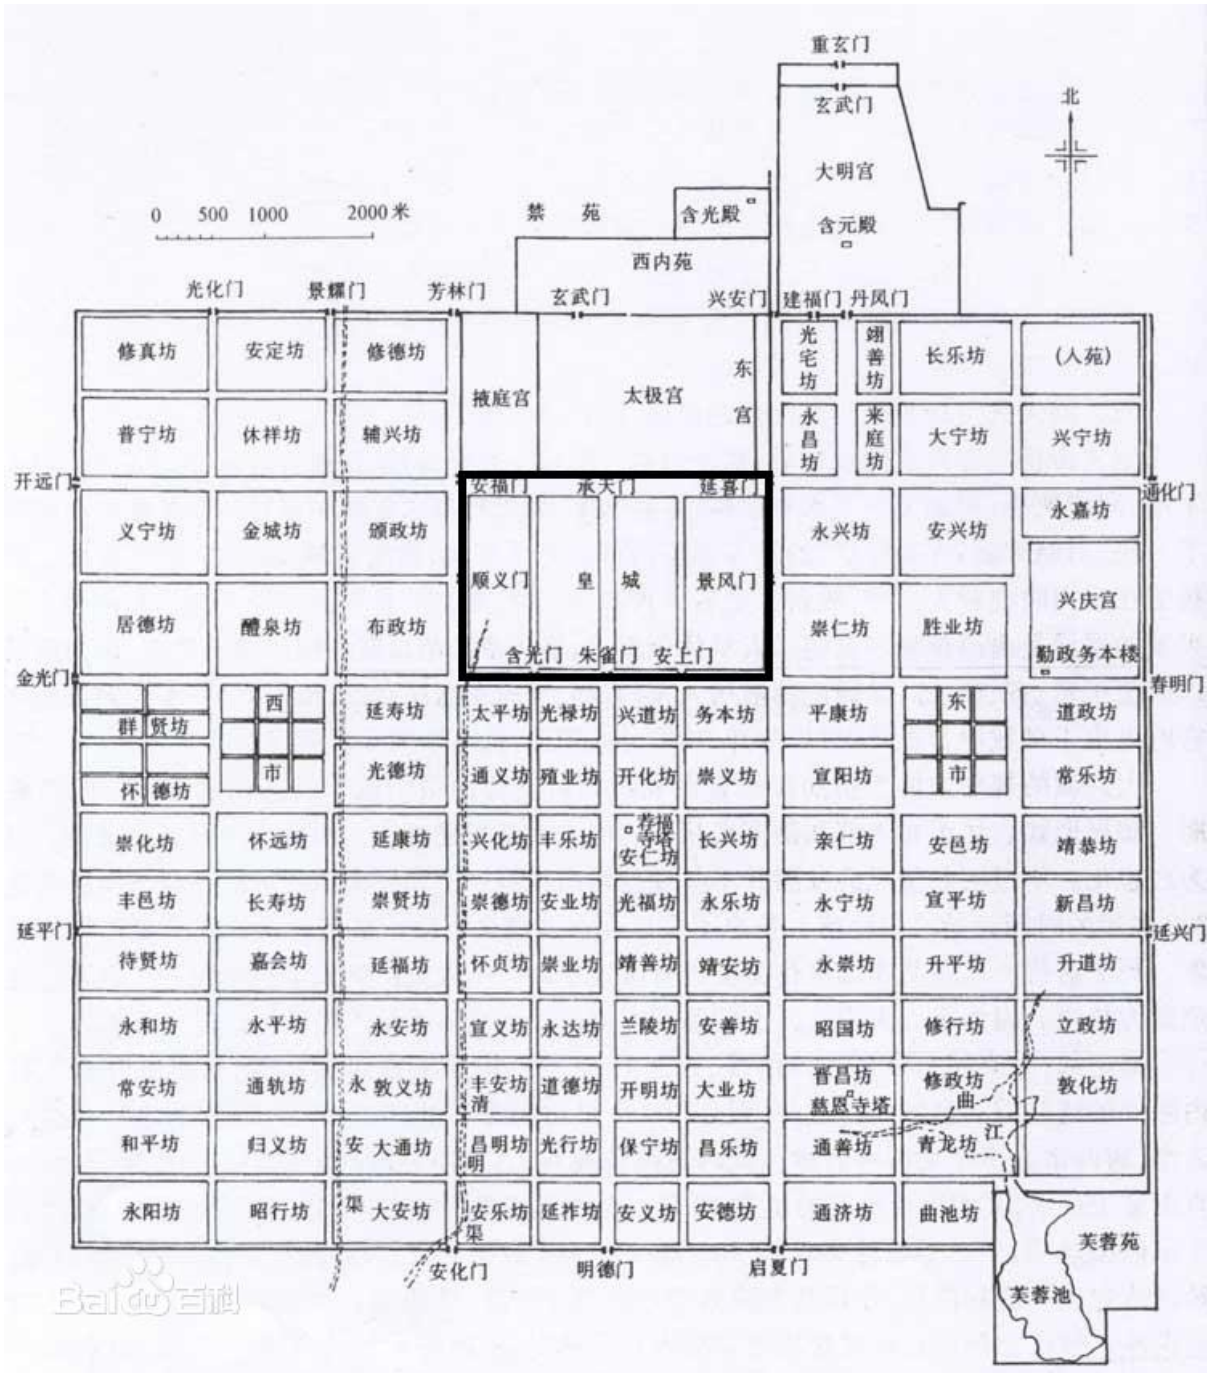 重玄门
玄武门
北
大明宫
0 500 1000 2000米
禁 苑
含光殿
含元殿
西内苑
光化门 景耀门 芳林门 玄武门 兴安门 建福门 丹凤门
修真坊 安定坊 修德坊 掖庭宫 太极宫 东宫 光宅坊 翊善坊 长乐坊 (入苑)
普宁坊 休祥坊 辅兴坊 永昌坊 来庭坊 大宁坊 兴宁坊
开远门 安福门 承天门 延喜门 通化门
义宁坊 金城坊 颁政坊 永兴坊 安兴坊 永嘉坊
顺义门 皇城 景风门 兴庆宫
居德坊 醴泉坊 布政坊 崇仁坊 胜业坊
含光门 朱雀门 安上门 勤政务本楼
金光门 春明门
群贤坊 西市 延寿坊 太平坊 光禄坊 兴道坊 务本坊 平康坊 东市 道政坊
怀德坊 光德坊 通义坊 殖业坊 开化坊 崇义坊 宣阳坊 常乐坊
荐福寺塔
崇化坊 怀远坊 延康坊 兴化坊 丰乐坊 安仁坊 长兴坊 亲仁坊 安邑坊 靖恭坊
丰邑坊 长寿坊 崇贤坊 崇德坊 安业坊 光福坊 永乐坊 永宁坊 宣平坊 新昌坊
延平门 延兴门
待贤坊 嘉会坊 延福坊 怀贞坊 崇业坊 靖善坊 靖安坊 永崇坊 升平坊 升道坊
永和坊 永平坊 永安坊 宣义坊 永达坊 兰陵坊 安善坊 昭国坊 修行坊 立政坊
常安坊 通轨坊 敦义坊 丰安坊 道德坊 开明坊 大业坊 晋昌坊 修政坊 敦化坊
慈恩寺塔
和平坊 归义坊 大通坊 昌明坊 光行坊 保宁坊 昌乐坊 通善坊 青龙坊
永阳坊 昭行坊 大安坊 安乐坊 延祚坊 安义坊 安德坊 通济坊 曲池坊
永安渠
清明渠
曲江
安化门 明德门 启夏门
芙蓉苑
芙蓉池
Baidu百科